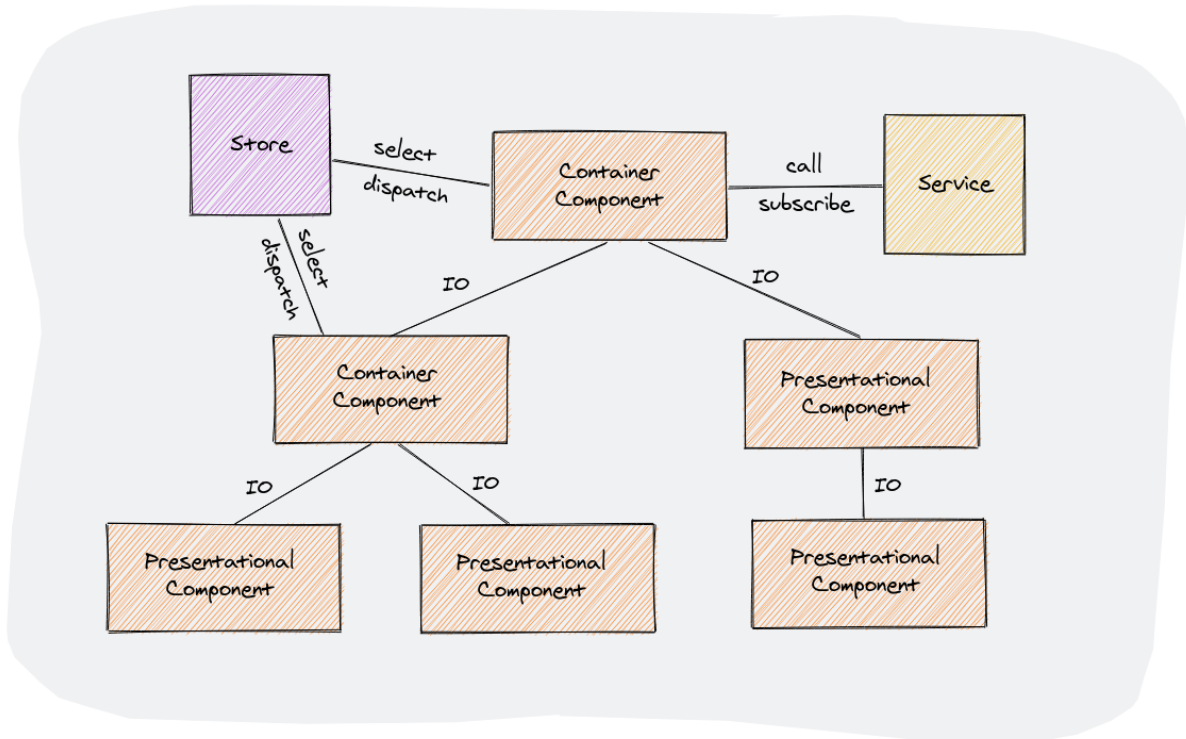 Store
select
dispatch
Container
Component
call
subscribe
Service
select
dispatch
IO
IO
Container
Component
Presentational
Component
IO
IO
IO
Presentational
Component
Presentational
Component
Presentational
Component